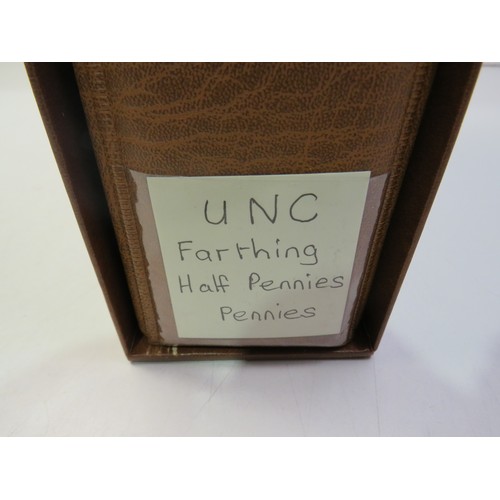 UNC
Farthing
Half Pennies
Pennies